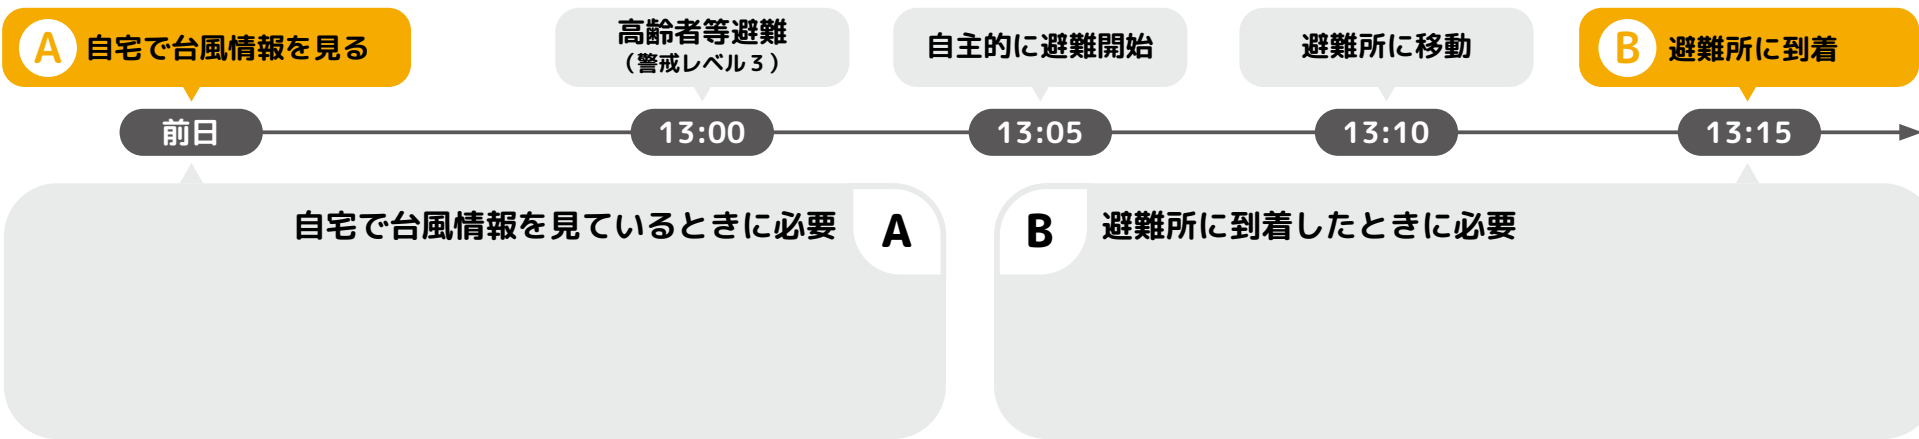 A 自宅で台風情報を見る
高齢者等避難
（警戒レベル３）
自主的に避難開始
避難所に移動
B 避難所に到着
前日
13:00
13:05
13:10
13:15
自宅で台風情報を見ているときに必要 A
B 避難所に到着したときに必要